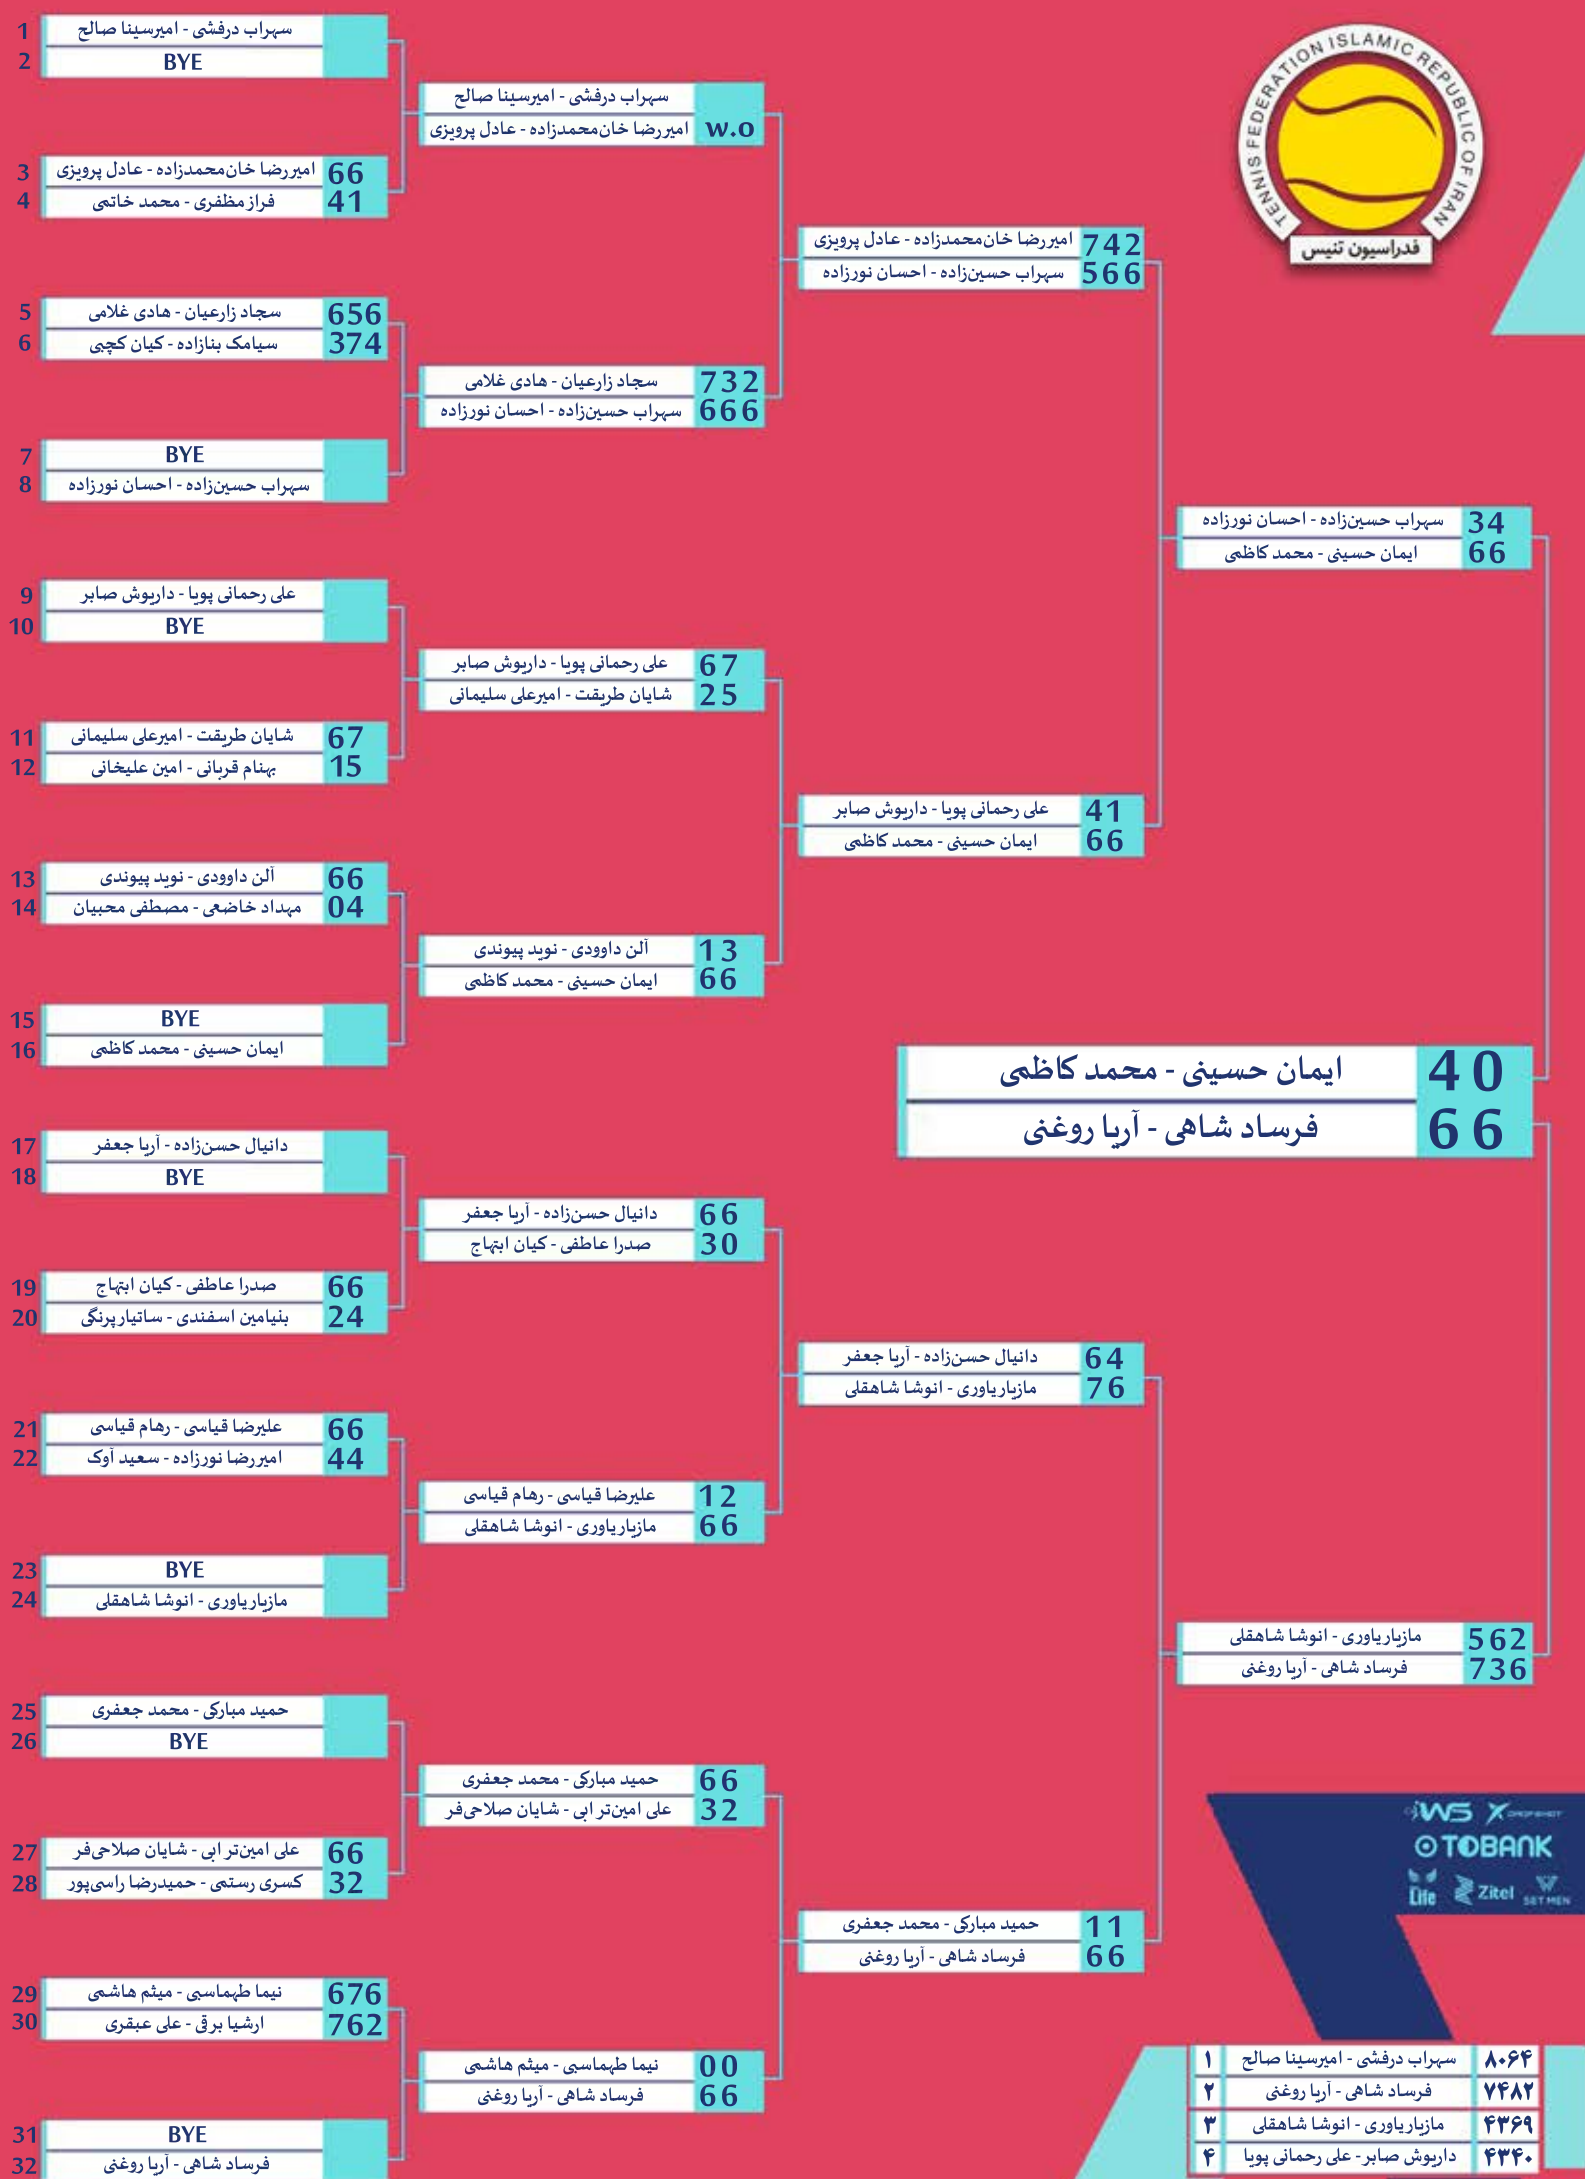 1 سهراب درفشی - امیرسینا صالح
2 BYE
3 امیررضا خان‌محمدزاده - عادل پرویزی 66
4 فراز مظفری - محمد خاتمی 41
5 سجاد زارعیان - هادی غلامی 656
6 سیامک بنازاده - کیان کچبی 374
7 BYE
8 سهراب حسین‌زاده - احسان نورزاده
9 علی رحمانی پویا - داریوش صابر
10 BYE
11 شایان طریقت - امیرعلی سلیمانی 67
12 بهنام قربانی - امین علیخانی 15
13 آلن داوودی - نوید پیوندی 66
14 مهداد خاضعی - مصطفی محبیان 04
15 BYE
16 ایمان حسینی - محمد کاظمی
17 دانیال حسن‌زاده - آریا جعفر
18 BYE
19 صدرا عاطفی - کیان ابتهاج 66
20 بنیامین اسفندی - ساتیار پرنگی 24
21 علیرضا قیاسی - رهام قیاسی 66
22 امیررضا نورزاده - سعید آوک 44
23 BYE
24 مازیار یاوری - انوشا شاهقلی
25 حمید مبارکی - محمد جعفری
26 BYE
27 علی امین‌تر ابی - شایان صلاحی‌فر 66
28 کسری رستمی - حمیدرضا راسی‌پور 32
29 نیما طهماسبی - میثم هاشمی 676
30 ارشیا برقی - علی عبقری 762
31 BYE
32 فرساد شاهی - آریا روغنی
سهراب درفشی - امیرسینا صالح
امیررضا خان‌محمدزاده - عادل پرویزی w.o
سجاد زارعیان - هادی غلامی 732
سهراب حسین‌زاده - احسان نورزاده 666
علی رحمانی پویا - داریوش صابر 67
شایان طریقت - امیرعلی سلیمانی 25
آلن داوودی - نوید پیوندی 13
ایمان حسینی - محمد کاظمی 66
دانیال حسن‌زاده - آریا جعفر 66
صدرا عاطفی - کیان ابتهاج 30
علیرضا قیاسی - رهام قیاسی 12
مازیار یاوری - انوشا شاهقلی 66
حمید مبارکی - محمد جعفری 66
علی امین‌تر ابی - شایان صلاحی‌فر 32
نیما طهماسبی - میثم هاشمی 00
فرساد شاهی - آریا روغنی 66
امیررضا خان‌محمدزاده - عادل پرویزی 742
سهراب حسین‌زاده - احسان نورزاده 566
علی رحمانی پویا - داریوش صابر 41
ایمان حسینی - محمد کاظمی 66
دانیال حسن‌زاده - آریا جعفر 64
مازیار یاوری - انوشا شاهقلی 76
حمید مبارکی - محمد جعفری 11
فرساد شاهی - آریا روغنی 66
سهراب حسین‌زاده - احسان نورزاده 34
ایمان حسینی - محمد کاظمی 66
مازیار یاوری - انوشا شاهقلی 562
فرساد شاهی - آریا روغنی 736
ایمان حسینی - محمد کاظمی 40
فرساد شاهی - آریا روغنی 66
TENNIS FEDERATION ISLAMIC REPUBLIC OF IRAN
فدراسیون تنیس
WS X DROPSHOT
TOBANK
Life Zitel SET MEN
۱ سهراب درفشی - امیرسینا صالح ۸۰۶۴
۲ فرساد شاهی - آریا روغنی ۷۴۸۲
۳ مازیار یاوری - انوشا شاهقلی ۴۳۶۹
۴ داریوش صابر- علی رحمانی پویا ۴۳۴۰